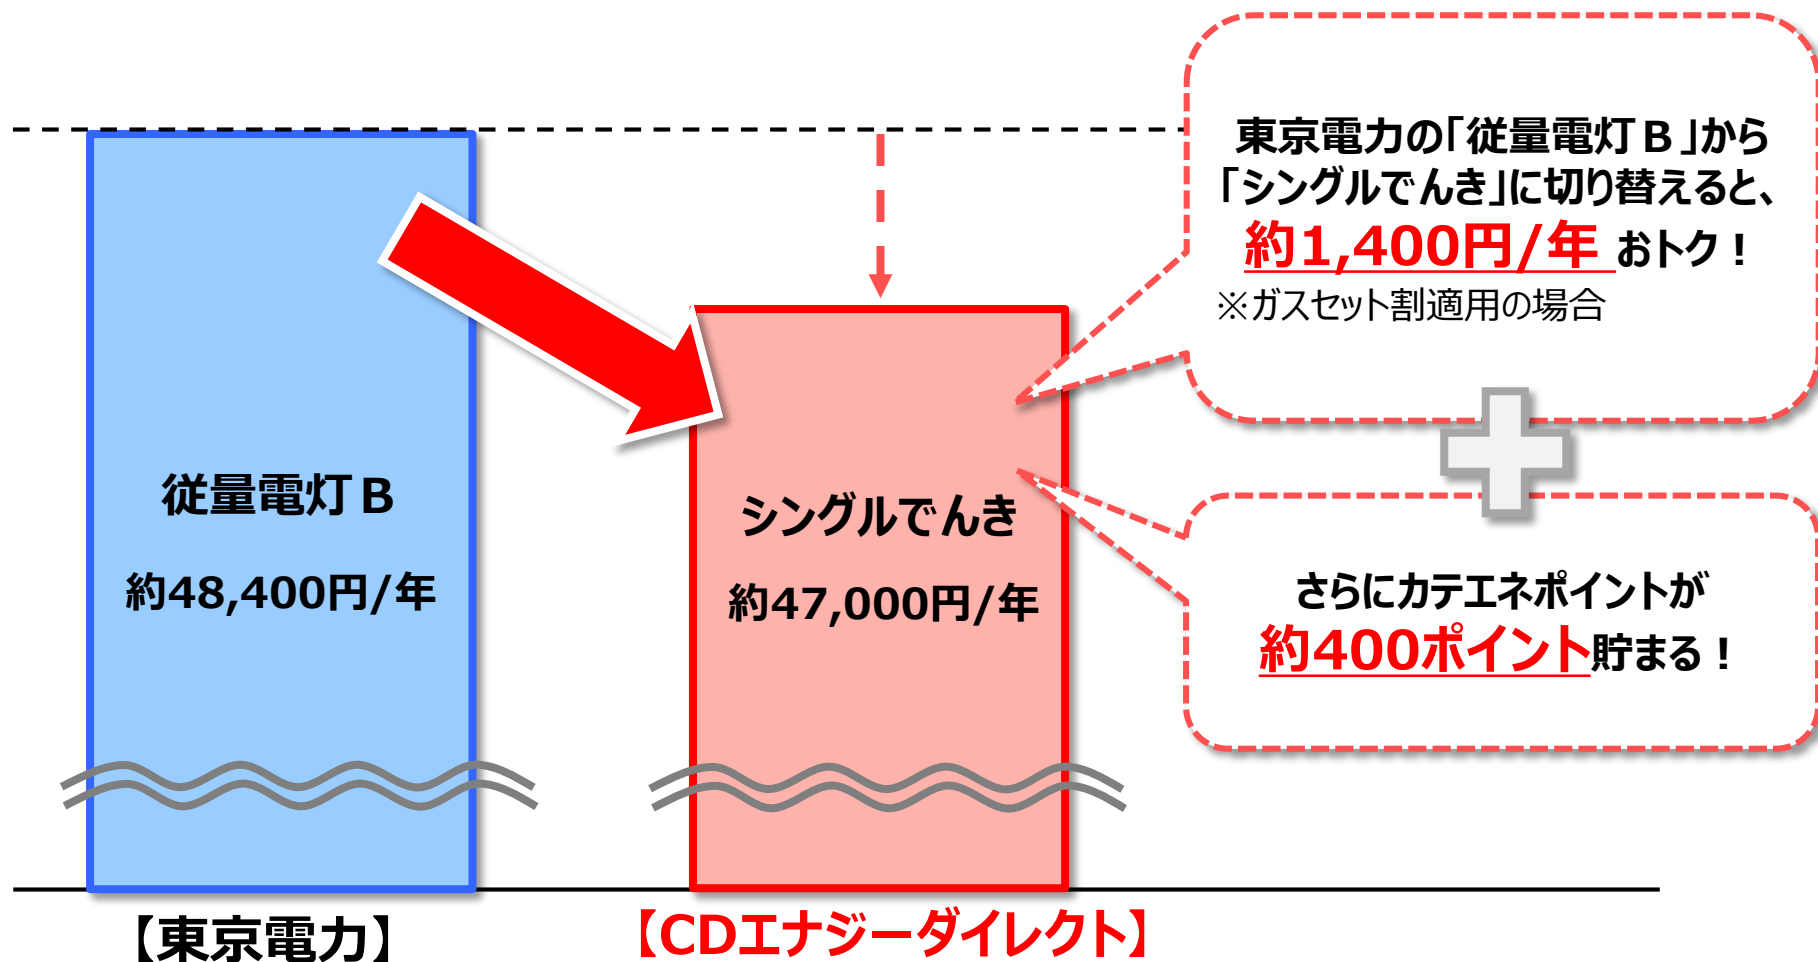 東京電力の「従量電灯B」から
「シングルでんき」に切り替えると、
約1,400円/年 おトク！
※ガスセット割適用の場合
従量電灯B
約48,400円/年
シングルでんき
約47,000円/年
さらにカテエネポイントが
約400ポイント貯まる！
【東京電力】
【CDエナジーダイレクト】